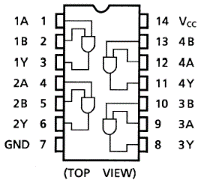 1A 1 14 Vcc
1B 2 13 4B
1Y 3 12 4A
2A 4 11 4Y
2B 5 10 3B
2Y 6 9 3A
GND 7 8 3Y
(TOP VIEW)